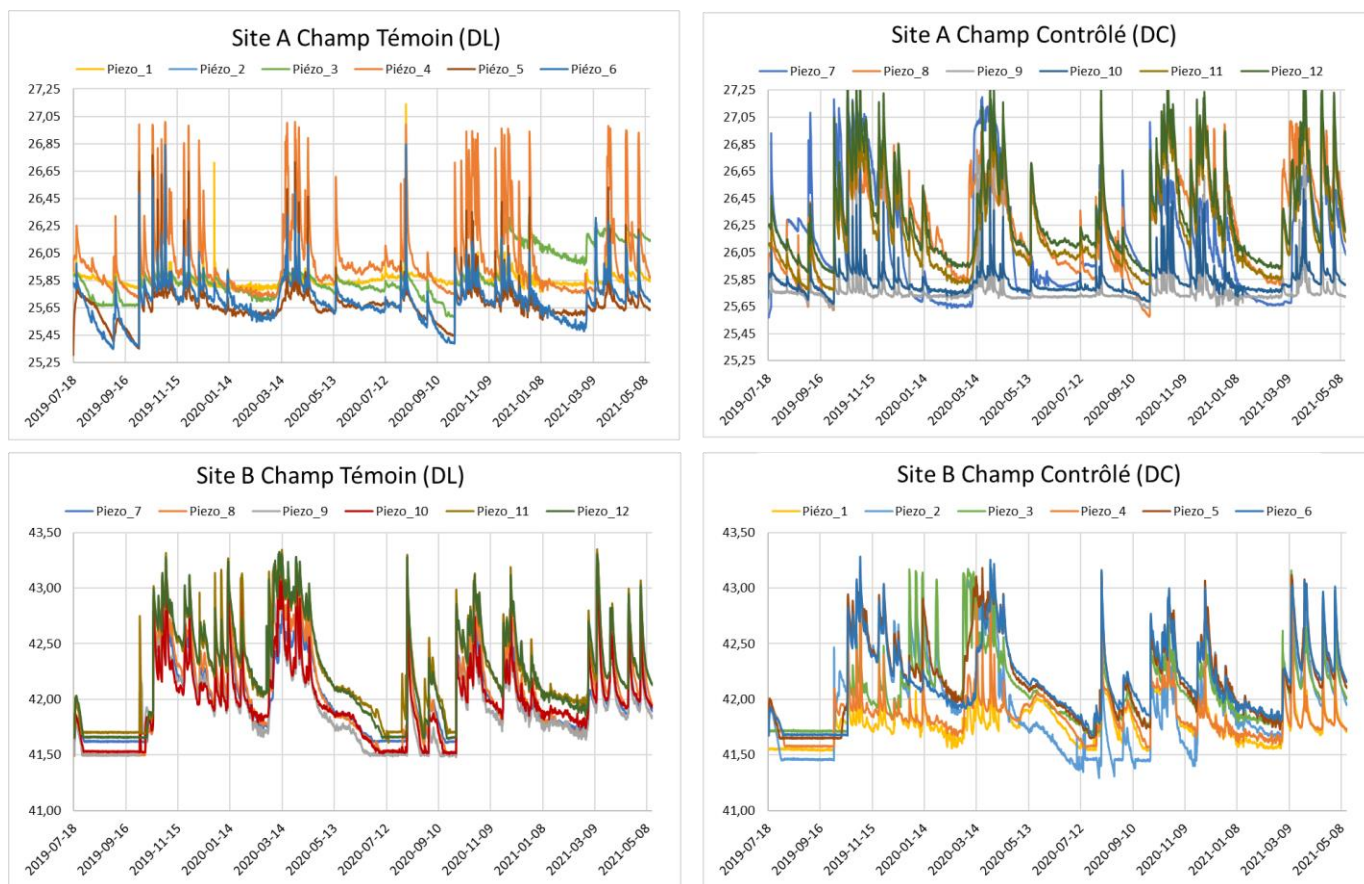 Site A Champ Témoin (DL)
Piezo_1 Piézo_2 Piézo_3 Piézo_4 Piézo_5 Piézo_6
27,25
27,05
26,85
26,65
26,45
26,25
26,05
25,85
25,65
25,45
25,25
2019-07-18 2019-09-16 2019-11-15 2020-01-14 2020-03-14 2020-05-13 2020-07-12 2020-09-10 2020-11-09 2021-01-08 2021-03-09 2021-05-08
Site A Champ Contrôlé (DC)
Piezo_7 Piezo_8 Piezo_9 Piezo_10 Piezo_11 Piezo_12
27,25
27,05
26,85
26,65
26,45
26,25
26,05
25,85
25,65
25,45
25,25
2019-07-18 2019-09-16 2019-11-15 2020-01-14 2020-03-14 2020-05-13 2020-07-12 2020-09-10 2020-11-09 2021-01-08 2021-03-09 2021-05-08
Site B Champ Témoin (DL)
Piezo_7 Piezo_8 Piezo_9 Piezo_10 Piezo_11 Piezo_12
43,50
43,00
42,50
42,00
41,50
41,00
2019-07-18 2019-09-16 2019-11-15 2020-01-14 2020-03-14 2020-05-13 2020-07-12 2020-09-10 2020-11-09 2021-01-08 2021-03-09 2021-05-08
Site B Champ Contrôlé (DC)
Piézo_1 Piezo_2 Piezo_3 Piezo_4 Piezo_5 Piezo_6
43,50
43,00
42,50
42,00
41,50
41,00
2019-07-18 2019-09-16 2019-11-15 2020-01-14 2020-03-14 2020-05-13 2020-07-12 2020-09-10 2020-11-09 2021-01-08 2021-03-09 2021-05-08